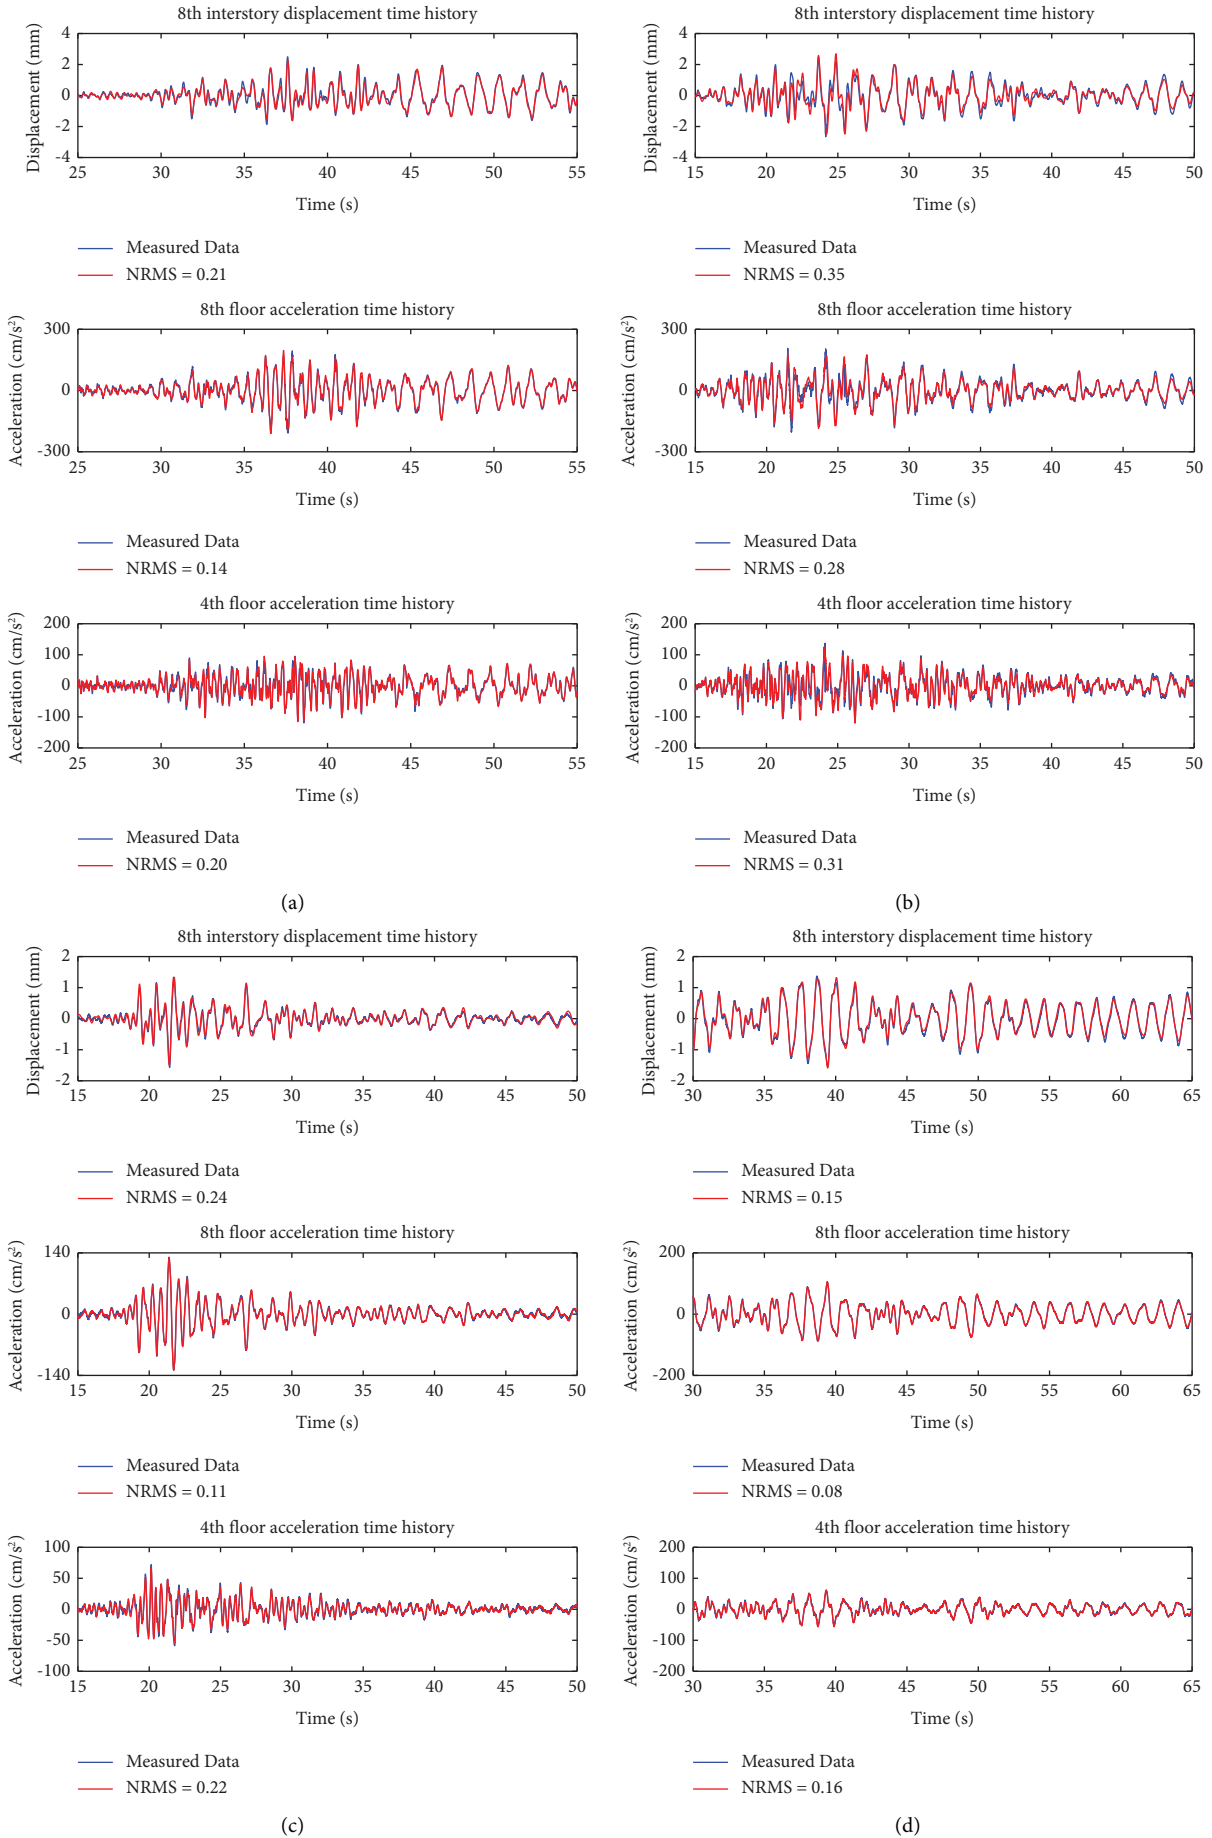 8th interstory displacement time history
Displacement (mm)
4
2
0
-2
-4
25 30 35 40 45 50 55
Time (s)
Measured Data
NRMS = 0.21
8th floor acceleration time history
Acceleration (cm/s²)
300
0
-300
25 30 35 40 45 50 55
Time (s)
Measured Data
NRMS = 0.14
4th floor acceleration time history
Acceleration (cm/s²)
200
100
0
-100
-200
25 30 35 40 45 50 55
Time (s)
Measured Data
NRMS = 0.20
(a)
8th interstory displacement time history
Displacement (mm)
4
2
0
-2
-4
15 20 25 30 35 40 45 50
Time (s)
Measured Data
NRMS = 0.35
8th floor acceleration time history
Acceleration (cm/s²)
300
0
-300
15 20 25 30 35 40 45 50
Time (s)
Measured Data
NRMS = 0.28
4th floor acceleration time history
Acceleration (cm/s²)
200
100
0
-100
-200
15 20 25 30 35 40 45 50
Time (s)
Measured Data
NRMS = 0.31
(b)
8th interstory displacement time history
Displacement (mm)
2
1
0
-1
-2
15 20 25 30 35 40 45 50
Time (s)
Measured Data
NRMS = 0.24
8th floor acceleration time history
Acceleration (cm/s²)
140
0
-140
15 20 25 30 35 40 45 50
Time (s)
Measured Data
NRMS = 0.11
4th floor acceleration time history
Acceleration (cm/s²)
100
50
0
-50
-100
15 20 25 30 35 40 45 50
Time (s)
Measured Data
NRMS = 0.22
(c)
8th interstory displacement time history
Displacement (mm)
2
1
0
-1
-2
30 35 40 45 50 55 60 65
Time (s)
Measured Data
NRMS = 0.15
8th floor acceleration time history
Acceleration (cm/s²)
200
0
-200
30 35 40 45 50 55 60 65
Time (s)
Measured Data
NRMS = 0.08
4th floor acceleration time history
Acceleration (cm/s²)
200
100
0
-100
-200
30 35 40 45 50 55 60 65
Time (s)
Measured Data
NRMS = 0.16
(d)